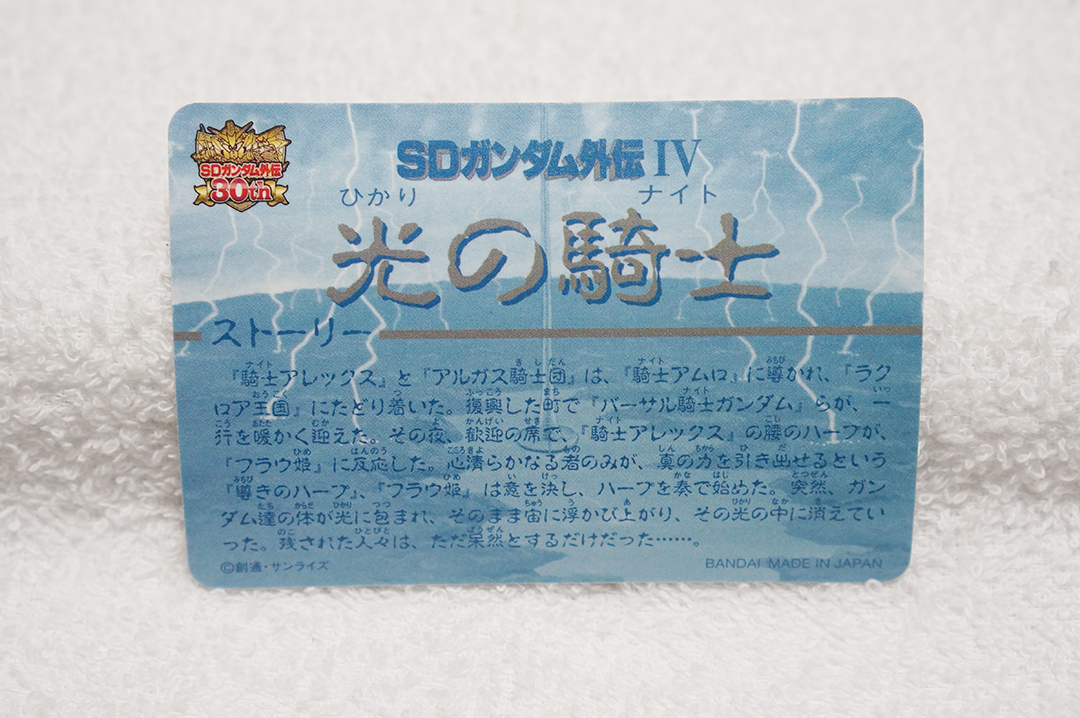 SDガンダム外伝
30th
SDガンダム外伝 IV
ひかり ナイト
光の騎士
ストーリー
『騎士アレックス』と『アルガス騎士団』は、『騎士アムロ』に導かれ、『ラク
ロア王国』にたどり着いた。復興した町で『バーサル騎士ガンダム』らが、一
行を暖かく迎えた。その夜、歓迎の席で、『騎士アレックス』の腰のハープが、
『フラウ姫』に反応した。心清らかなる者のみが、真の力を引き出せるという
『導きのハープ』、『フラウ姫』は意を決し、ハープを奏で始めた。突然、ガン
ダム達の体が光に包まれ、そのまま宙に浮かび上がり、その光の中に消えてい
った。残された人々は、ただ呆然とするだけだった……。
©創通・サンライズ
BANDAI MADE IN JAPAN